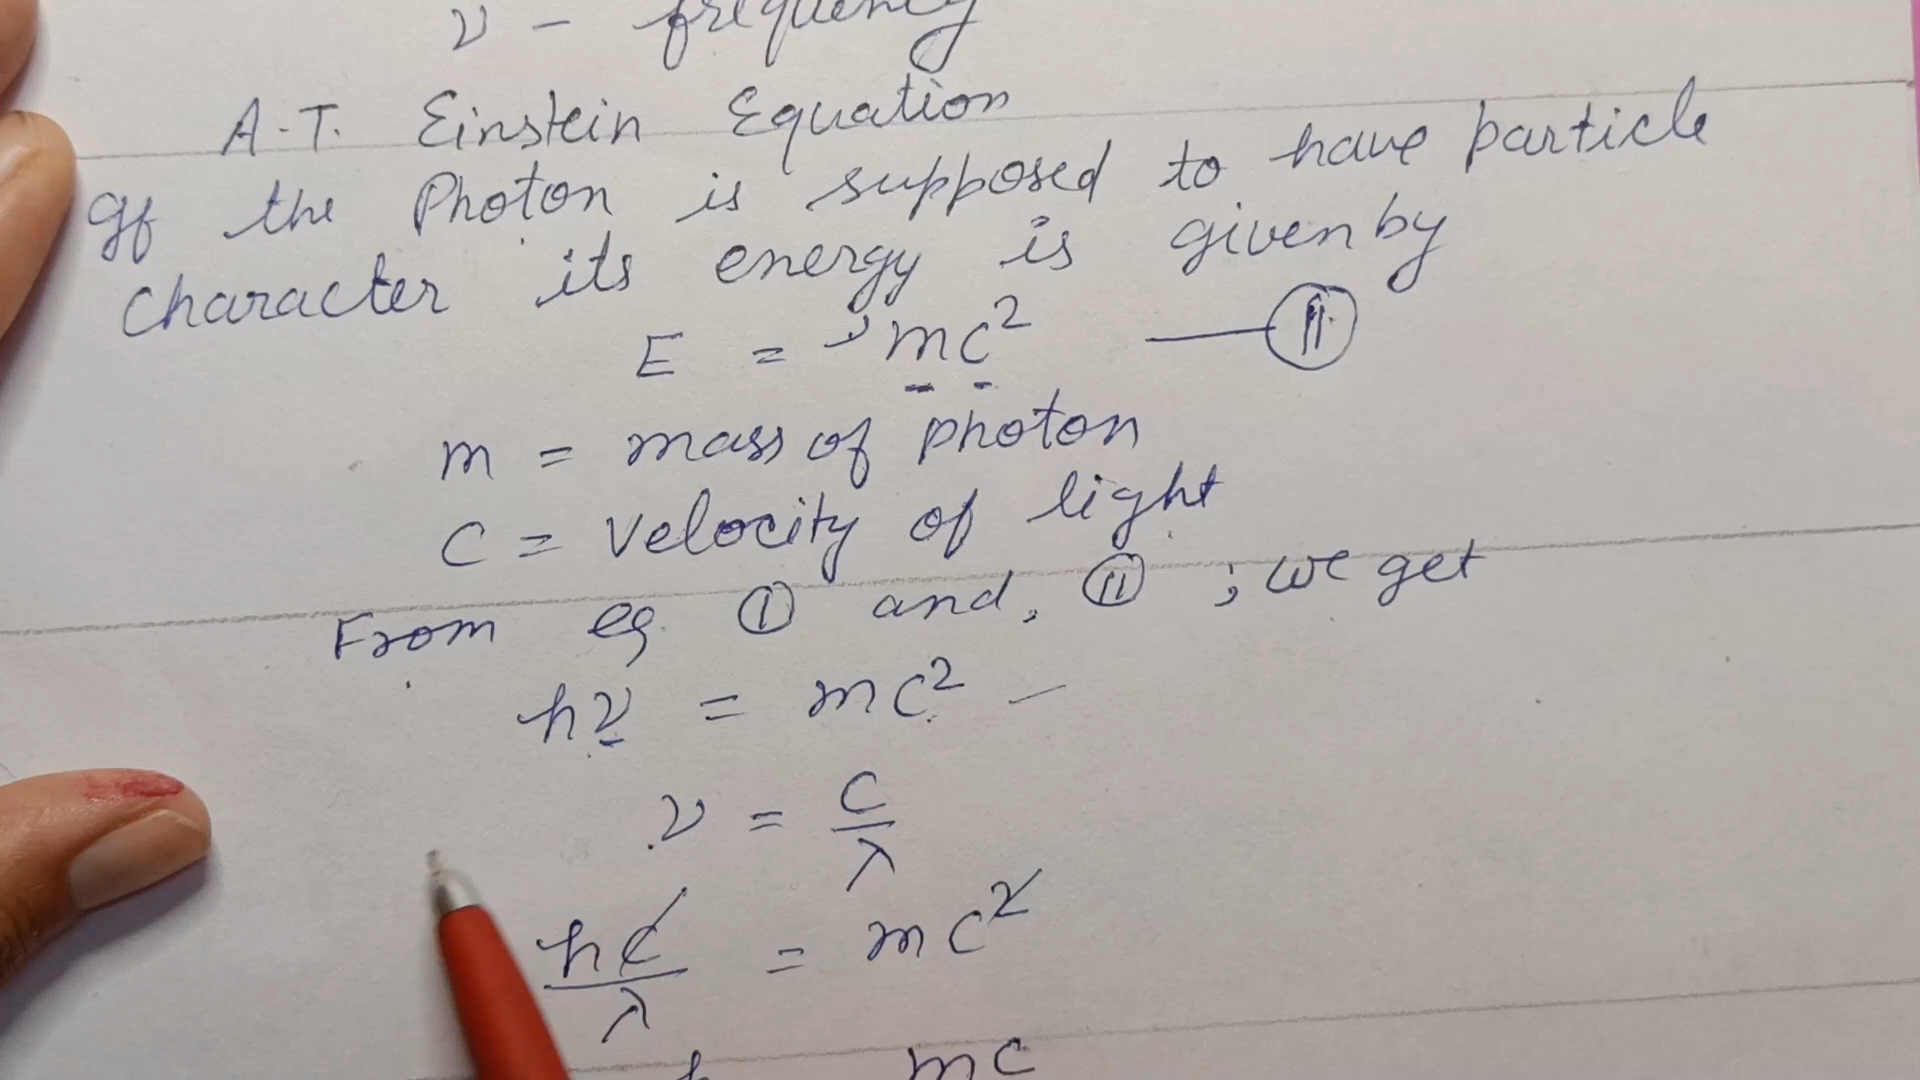 ν - frequency
A.T. Einstein Equation
If the Photon is supposed to have particle
Character its energy is given by
E = mc² — (II)
m = mass of photon
C = Velocity of light
From eq. (I) and, (II) ; we get
hν = mc² -
ν = c/λ
hc/λ = mc²
h mc